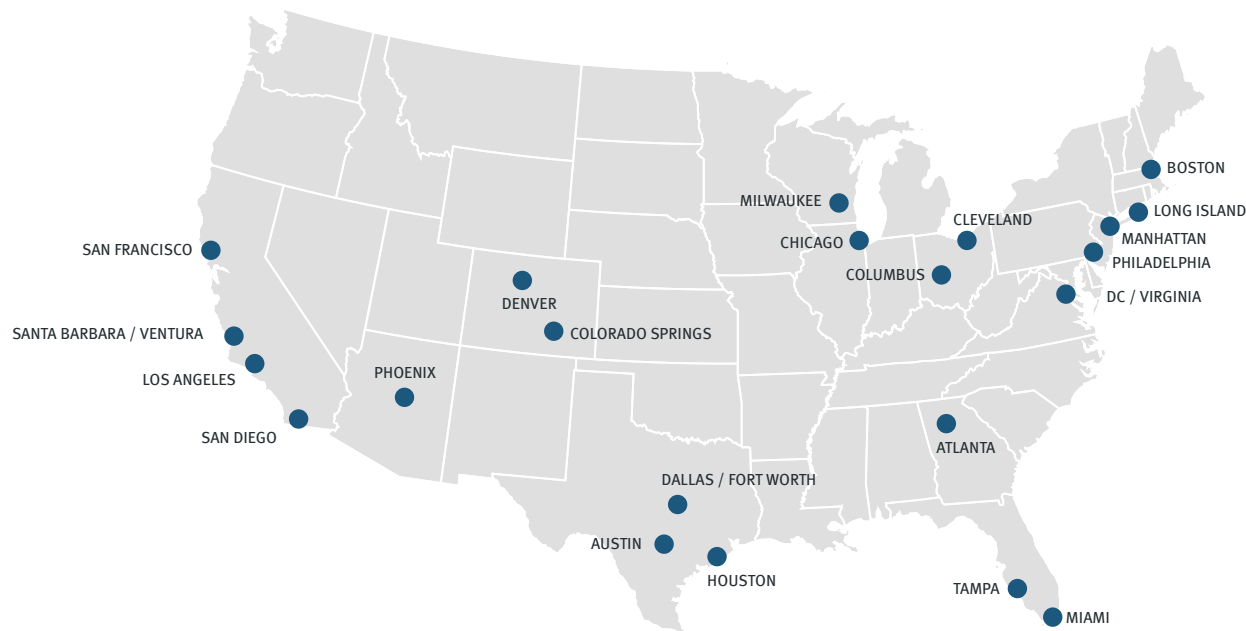 BOSTON
MILWAUKEE
LONG ISLAND
CLEVELAND
MANHATTAN
CHICAGO
SAN FRANCISCO
PHILADELPHIA
COLUMBUS
DC / VIRGINIA
DENVER
SANTA BARBARA / VENTURA
COLORADO SPRINGS
PHOENIX
LOS ANGELES
SAN DIEGO
ATLANTA
DALLAS / FORT WORTH
AUSTIN
HOUSTON
TAMPA
MIAMI